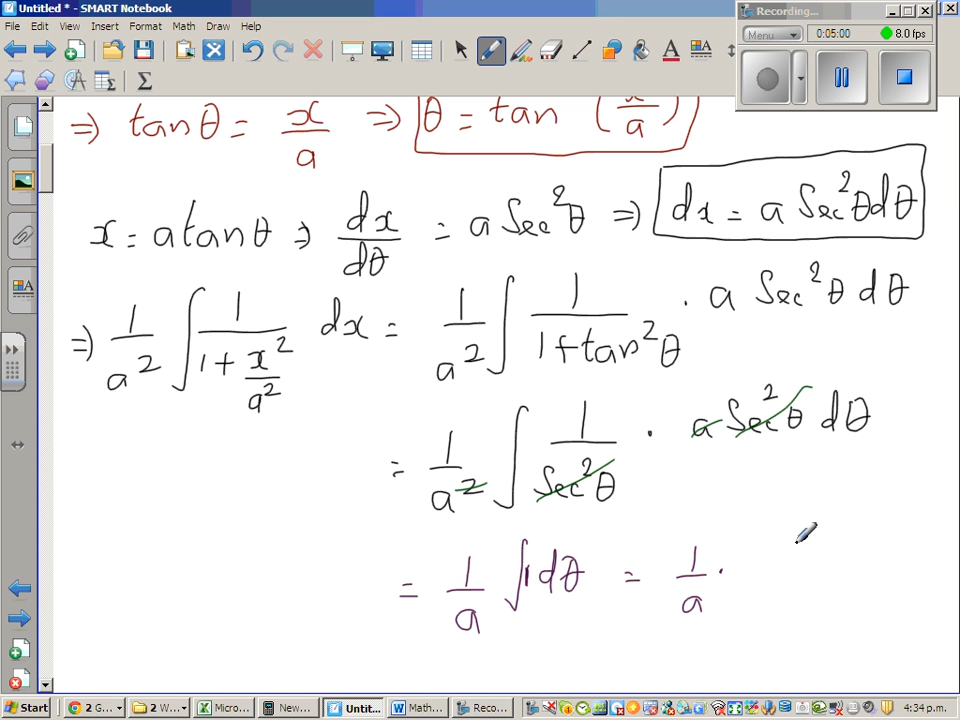 Untitled * - SMART Notebook
Recording...
File Edit View Insert Format Math Draw Help
Menu 0:05:00 8.0 fps
⇒ tanθ = x/a ⇒ θ = tan (x/a)
x = a tanθ ⇒ dx/dθ = a Sec²θ ⇒ dx = a Sec²θ dθ
⇒ 1/a² ∫ 1/(1 + x²/a²) dx = 1/a² ∫ 1/(1+tan²θ) · a Sec²θ dθ
= 1/a² ∫ 1/Sec²θ · a Sec²θ dθ
= 1/a ∫ 1 dθ = 1/a ·
Start 2 G... 2 W... Micro... New... Untit... Math... Reco... 4:34 p.m.